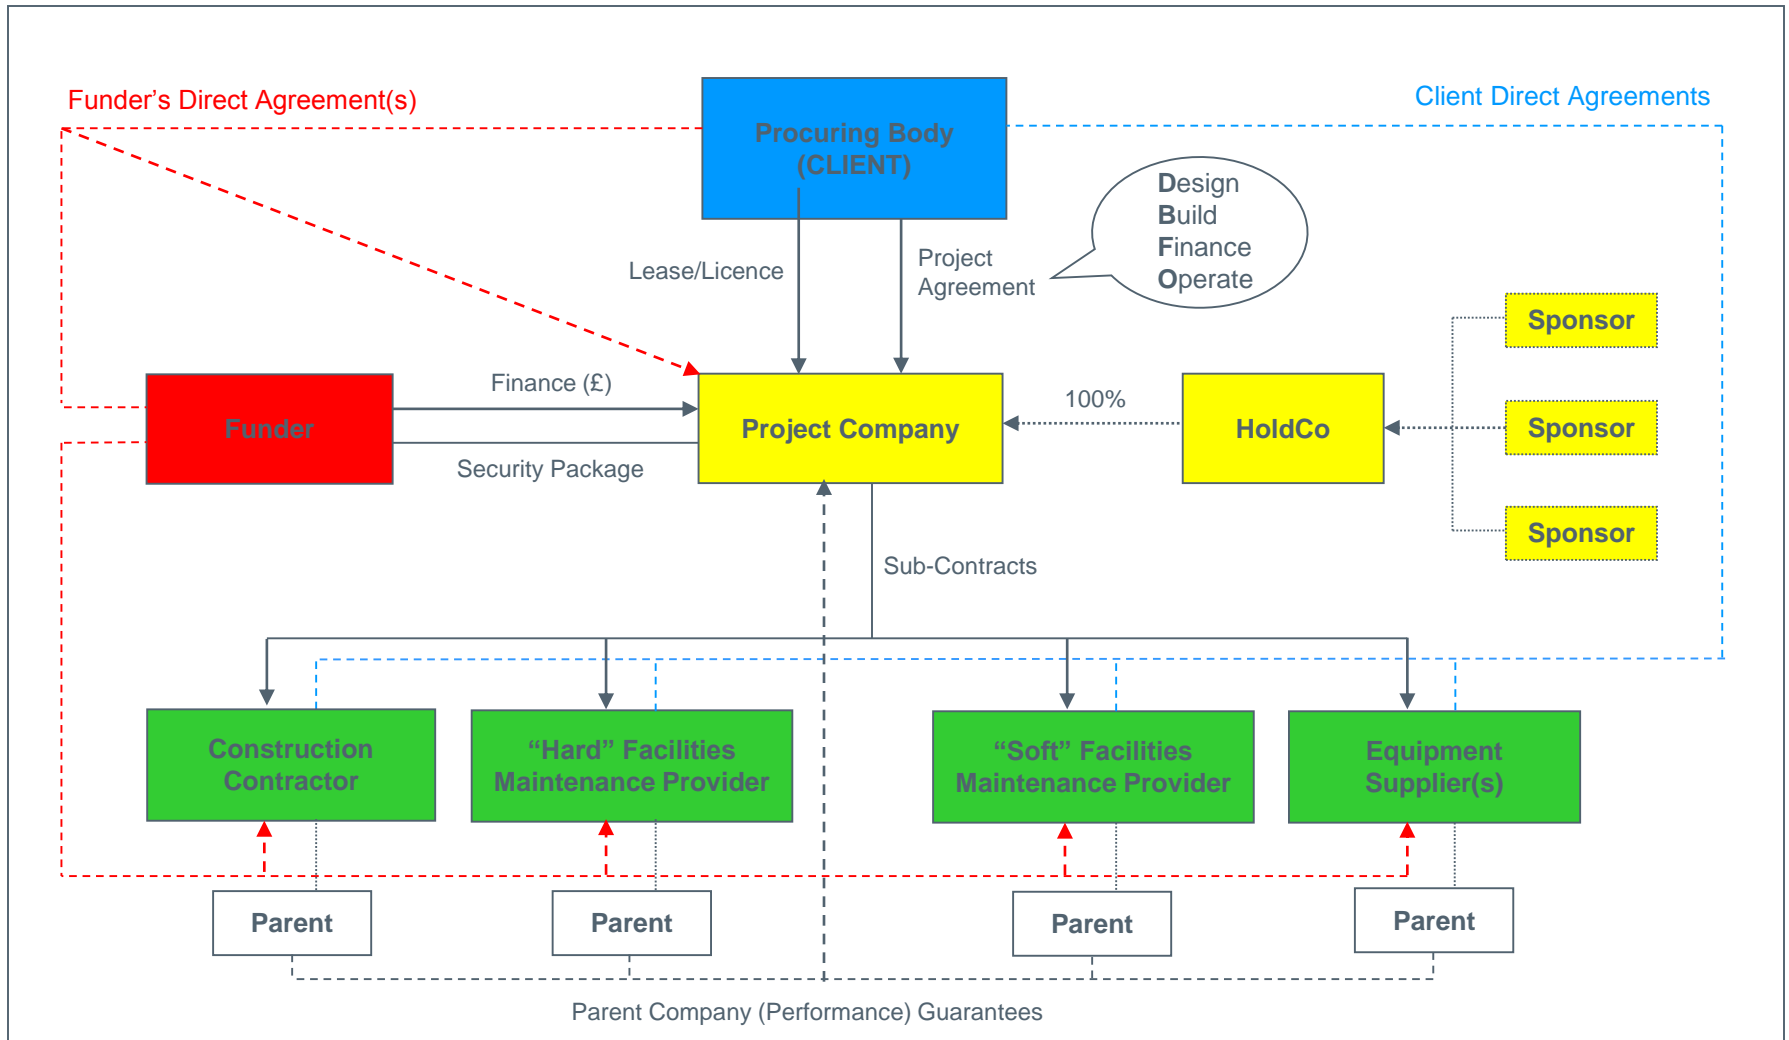 Funder’s Direct Agreement(s)
Client Direct Agreements
Procuring Body
(CLIENT)
Design
Build
Finance
Operate
Lease/Licence
Project
Agreement
Sponsor
Finance (£)
100%
Funder
Project Company
HoldCo
Sponsor
Security Package
Sponsor
Sub-Contracts
Construction
Contractor
“Hard” Facilities
Maintenance Provider
“Soft” Facilities
Maintenance Provider
Equipment
Supplier(s)
Parent
Parent
Parent
Parent
Parent Company (Performance) Guarantees